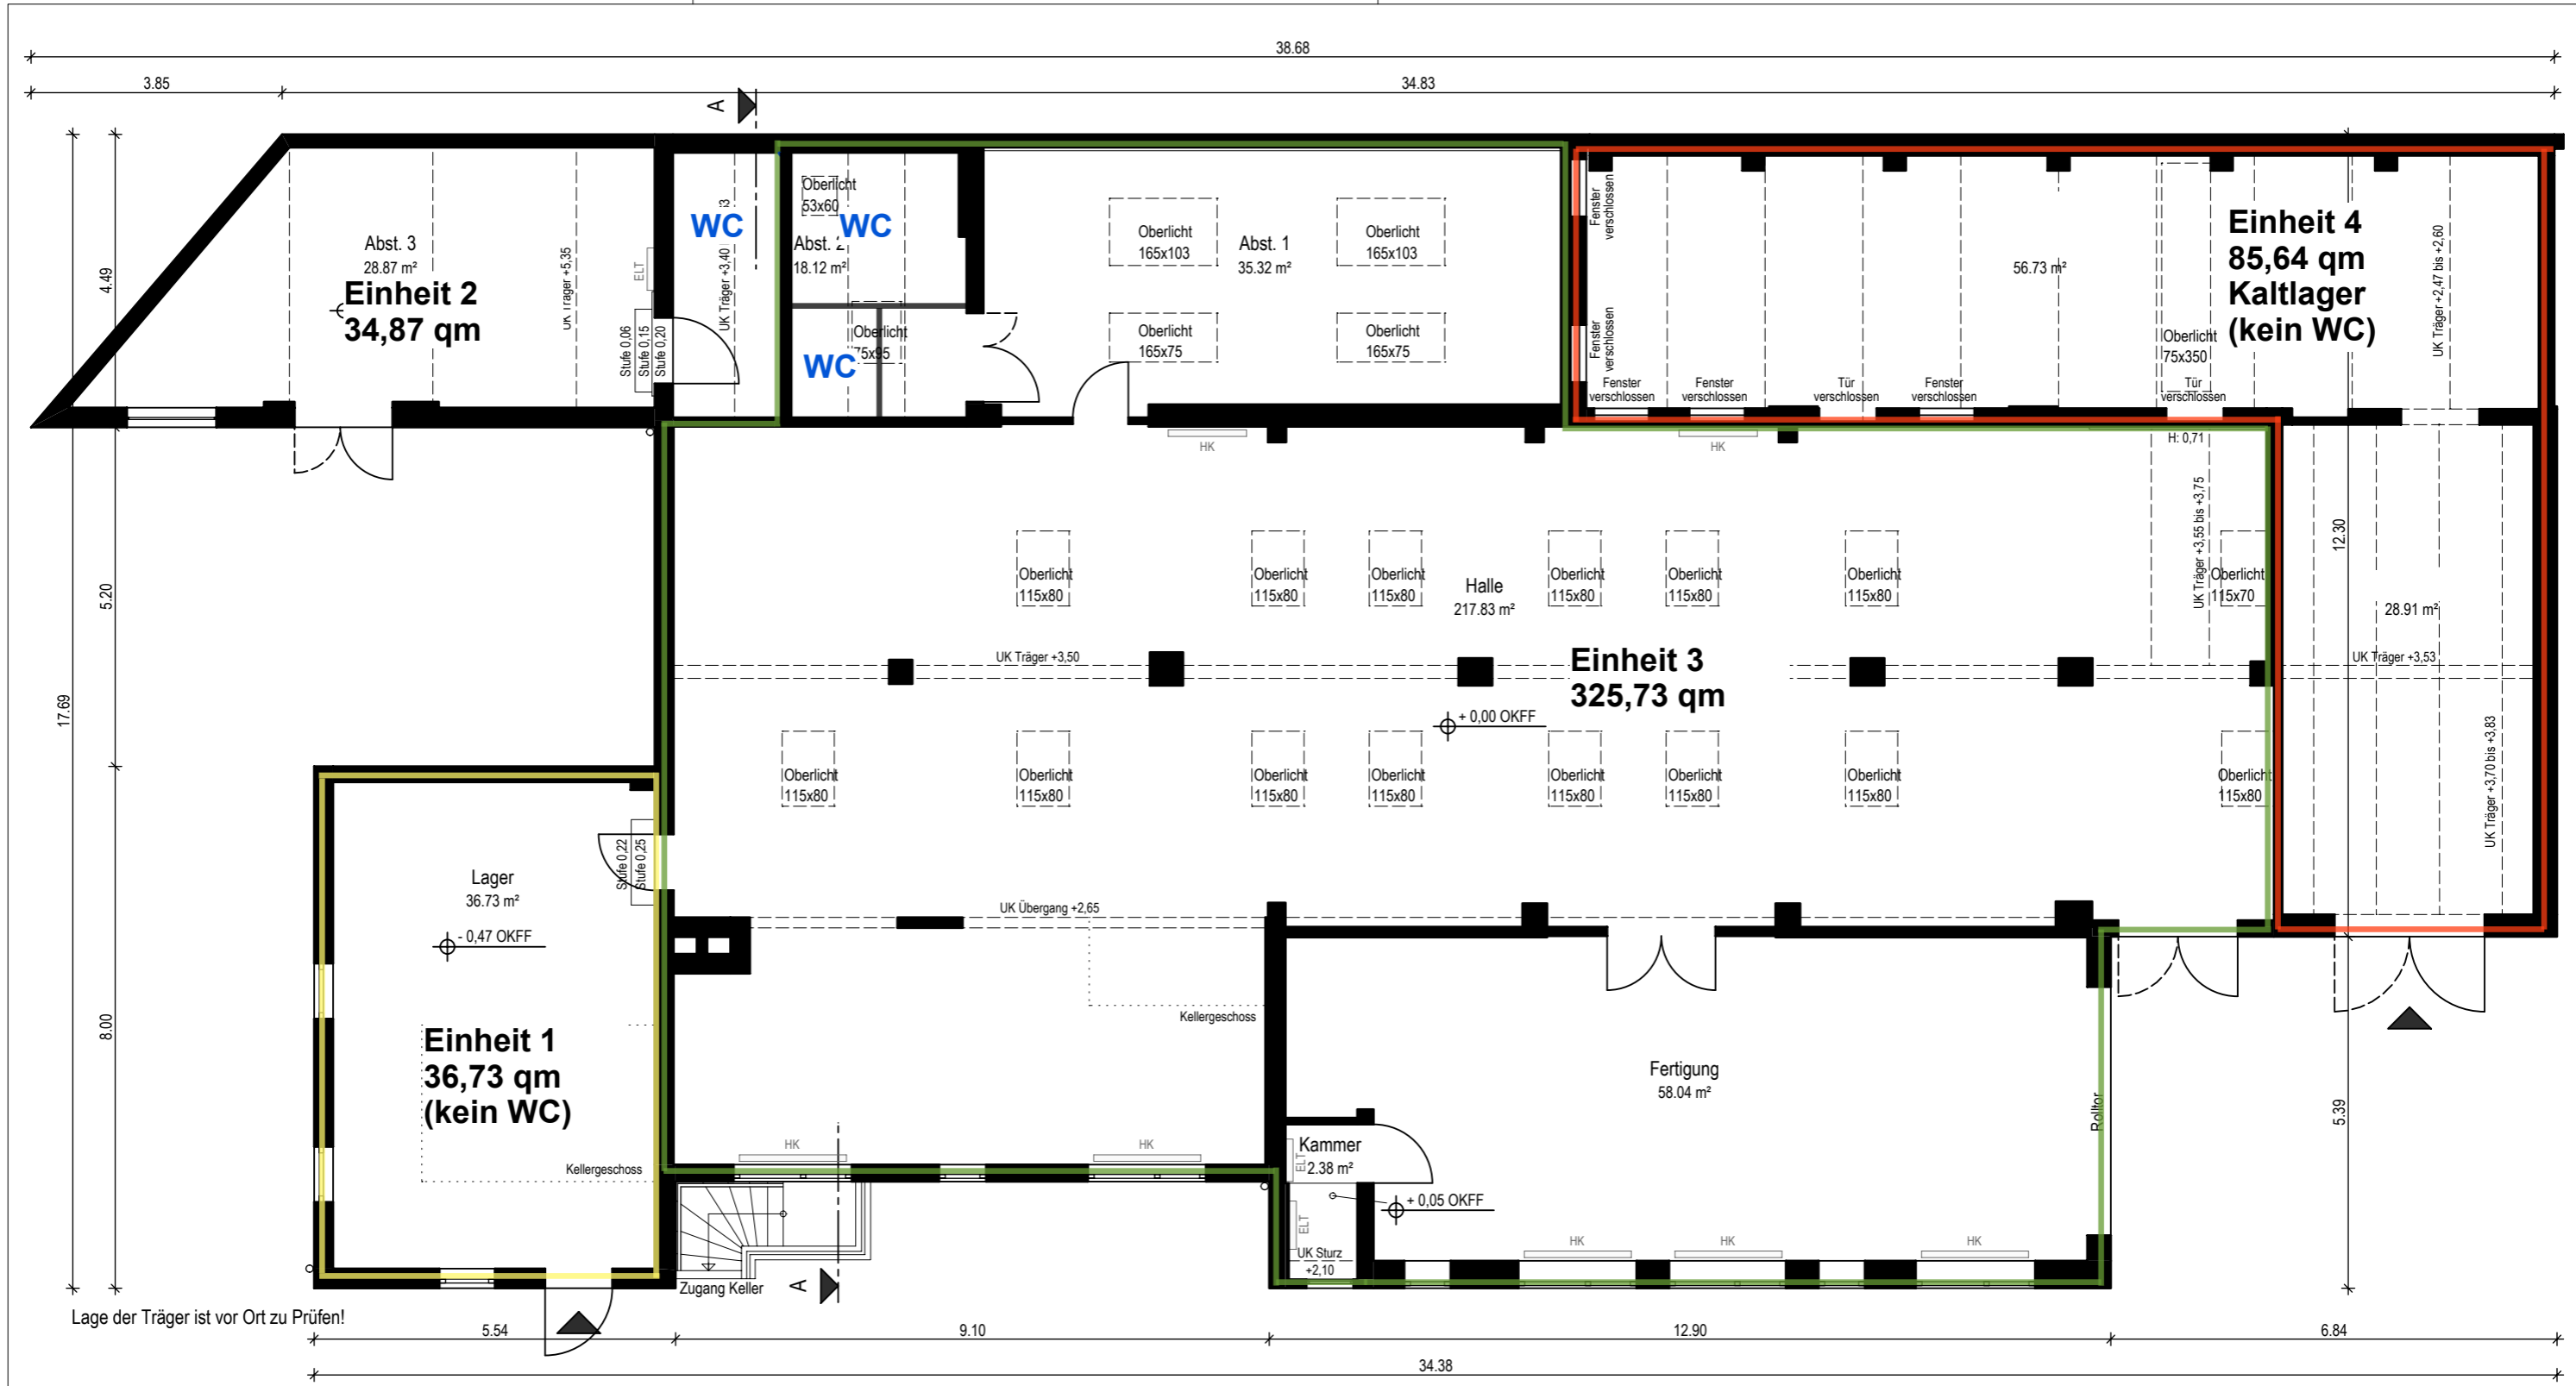 38.68
3.85
34.83
A
17.69
4.49
5.20
8.00
Abst. 3
28.87 m²
Einheit 2
34,87 qm
UK Träger +5,35
ELT
Stufe 0,06
Stufe 0,15
Stufe 0,20
WC
UK Träger +3,40
Oberlicht
53x60
WC
Abst. 2
18.12 m²
Oberlicht
75x95
WC
Oberlicht
165x103
Abst. 1
35.32 m²
Oberlicht
165x103
Oberlicht
165x75
Oberlicht
165x75
Fenster
verschlossen
Fenster
verschlossen
Fenster
verschlossen
Fenster
verschlossen
Tür
verschlossen
Fenster
verschlossen
Tür
verschlossen
56.73 m²
Oberlicht
75x350
Einheit 4
85,64 qm
Kaltlager
(kein WC)
UK Träger +2,47 bis +2,60
HK
HK
H: 0,71
UK Träger +3,55 bis +3,75
12.30
Oberlicht
115x80
Oberlicht
115x80
Oberlicht
115x80
Halle
217.83 m²
Oberlicht
115x80
Oberlicht
115x80
Oberlicht
115x80
Oberlicht
115x70
28.91 m²
UK Träger +3,50
Einheit 3
325,73 qm
UK Träger +3,53
+ 0,00 OKFF
UK Träger +3,70 bis +3,83
Oberlicht
115x80
Oberlicht
115x80
Oberlicht
115x80
Oberlicht
115x80
Oberlicht
115x80
Oberlicht
115x80
Oberlicht
115x80
Oberlicht
115x80
Stufe 0,22
Stufe 0,25
Lager
36.73 m²
- 0,47 OKFF
UK Übergang +2,65
Kellergeschoss
Einheit 1
36,73 qm
(kein WC)
Kellergeschoss
HK
HK
Fertigung
58.04 m²
Rolltor
5.39
Kammer
2.38 m²
ELT
ELT
+ 0,05 OKFF
UK Sturz
+2,10
HK
HK
HK
Zugang Keller
A
Lage der Träger ist vor Ort zu Prüfen!
5.54
9.10
12.90
6.84
34.38